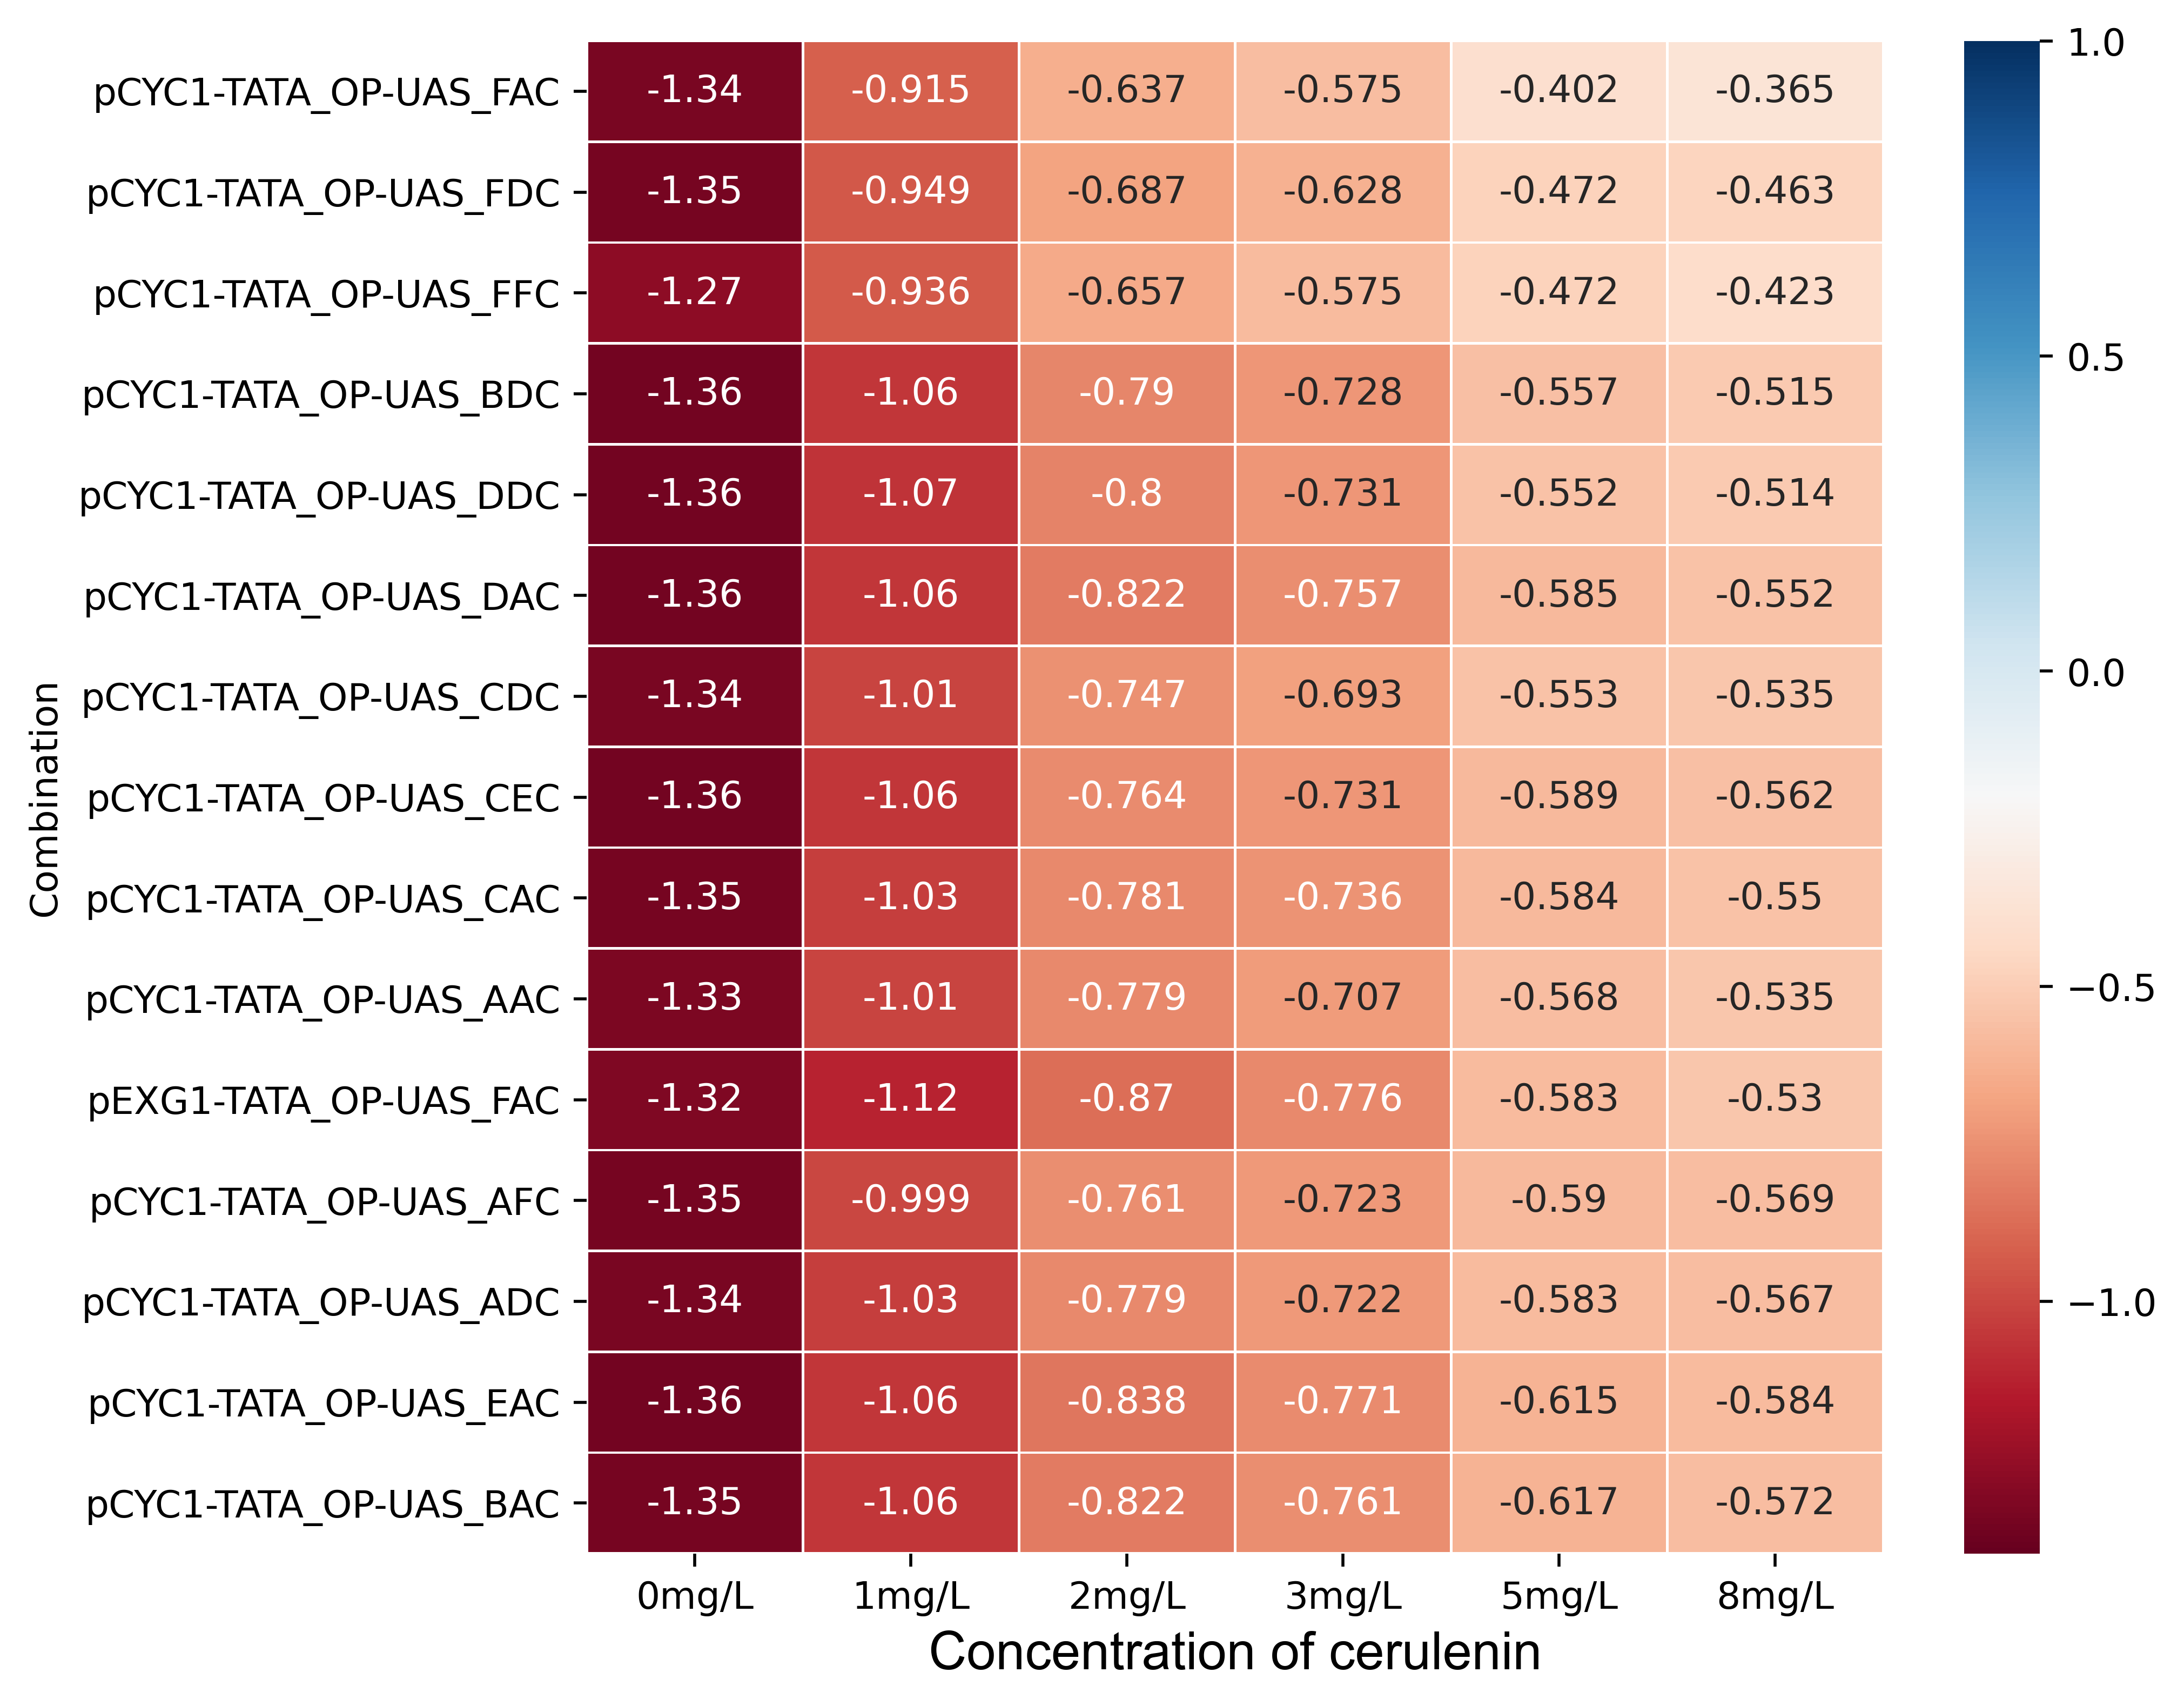 pCYC1-TATA_OP-UAS_FAC -1.34 -0.915 -0.637 -0.575 -0.402 -0.365
pCYC1-TATA_OP-UAS_FDC -1.35 -0.949 -0.687 -0.628 -0.472 -0.463
pCYC1-TATA_OP-UAS_FFC -1.27 -0.936 -0.657 -0.575 -0.472 -0.423
pCYC1-TATA_OP-UAS_BDC -1.36 -1.06 -0.79 -0.728 -0.557 -0.515
pCYC1-TATA_OP-UAS_DDC -1.36 -1.07 -0.8 -0.731 -0.552 -0.514
pCYC1-TATA_OP-UAS_DAC -1.36 -1.06 -0.822 -0.757 -0.585 -0.552
pCYC1-TATA_OP-UAS_CDC -1.34 -1.01 -0.747 -0.693 -0.553 -0.535
pCYC1-TATA_OP-UAS_CEC -1.36 -1.06 -0.764 -0.731 -0.589 -0.562
pCYC1-TATA_OP-UAS_CAC -1.35 -1.03 -0.781 -0.736 -0.584 -0.55
pCYC1-TATA_OP-UAS_AAC -1.33 -1.01 -0.779 -0.707 -0.568 -0.535
pEXG1-TATA_OP-UAS_FAC -1.32 -1.12 -0.87 -0.776 -0.583 -0.53
pCYC1-TATA_OP-UAS_AFC -1.35 -0.999 -0.761 -0.723 -0.59 -0.569
pCYC1-TATA_OP-UAS_ADC -1.34 -1.03 -0.779 -0.722 -0.583 -0.567
pCYC1-TATA_OP-UAS_EAC -1.36 -1.06 -0.838 -0.771 -0.615 -0.584
pCYC1-TATA_OP-UAS_BAC -1.35 -1.06 -0.822 -0.761 -0.617 -0.572
0mg/L 1mg/L 2mg/L 3mg/L 5mg/L 8mg/L
Concentration of cerulenin
Combination
1.0
0.5
0.0
−0.5
−1.0